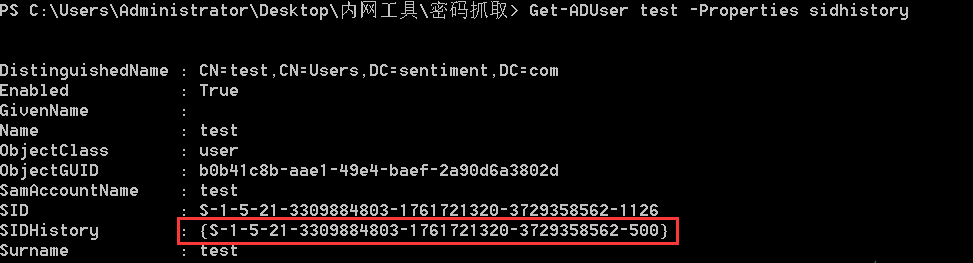 PS C:\Users\Administrator\Desktop\内网工具\密码抓取> Get-ADUser test -Properties sidhistory
DistinguishedName : CN=test,CN=Users,DC=sentiment,DC=com
Enabled : True
GivenName :
Name : test
ObjectClass : user
ObjectGUID : b0b41c8b-aae1-49e4-baef-2a90d6a3802d
SamAccountName : test
SID : S-1-5-21-3309884803-1761721320-3729358562-1126
SIDHistory : {S-1-5-21-3309884803-1761721320-3729358562-500}
Surname : test